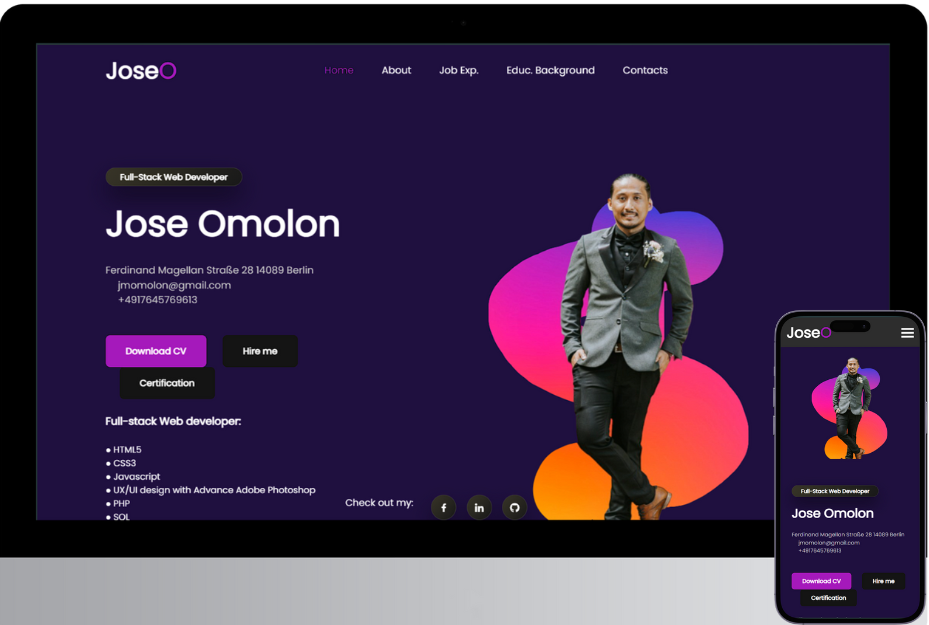 JoseO
Home About Job Exp. Educ. Background Contacts
Full-Stack Web Developer
Jose Omolon
Ferdinand Magellan Straße 28 14089 Berlin
jmomolon@gmail.com
+4917645769613
Download CV Hire me
Certification
Full-stack Web developer:
● HTML5
● CSS3
● Javascript
● UX/UI design with Advance Adobe Photoshop
● PHP
● SQL
Check out my:
f in
JoseO
Full-Stack Web Developer
Jose Omolon
Ferdinand Magellan Straße 28 14089 Berlin
jmomolon@gmail.com
+4917645769613
Download CV Hire me
Certification